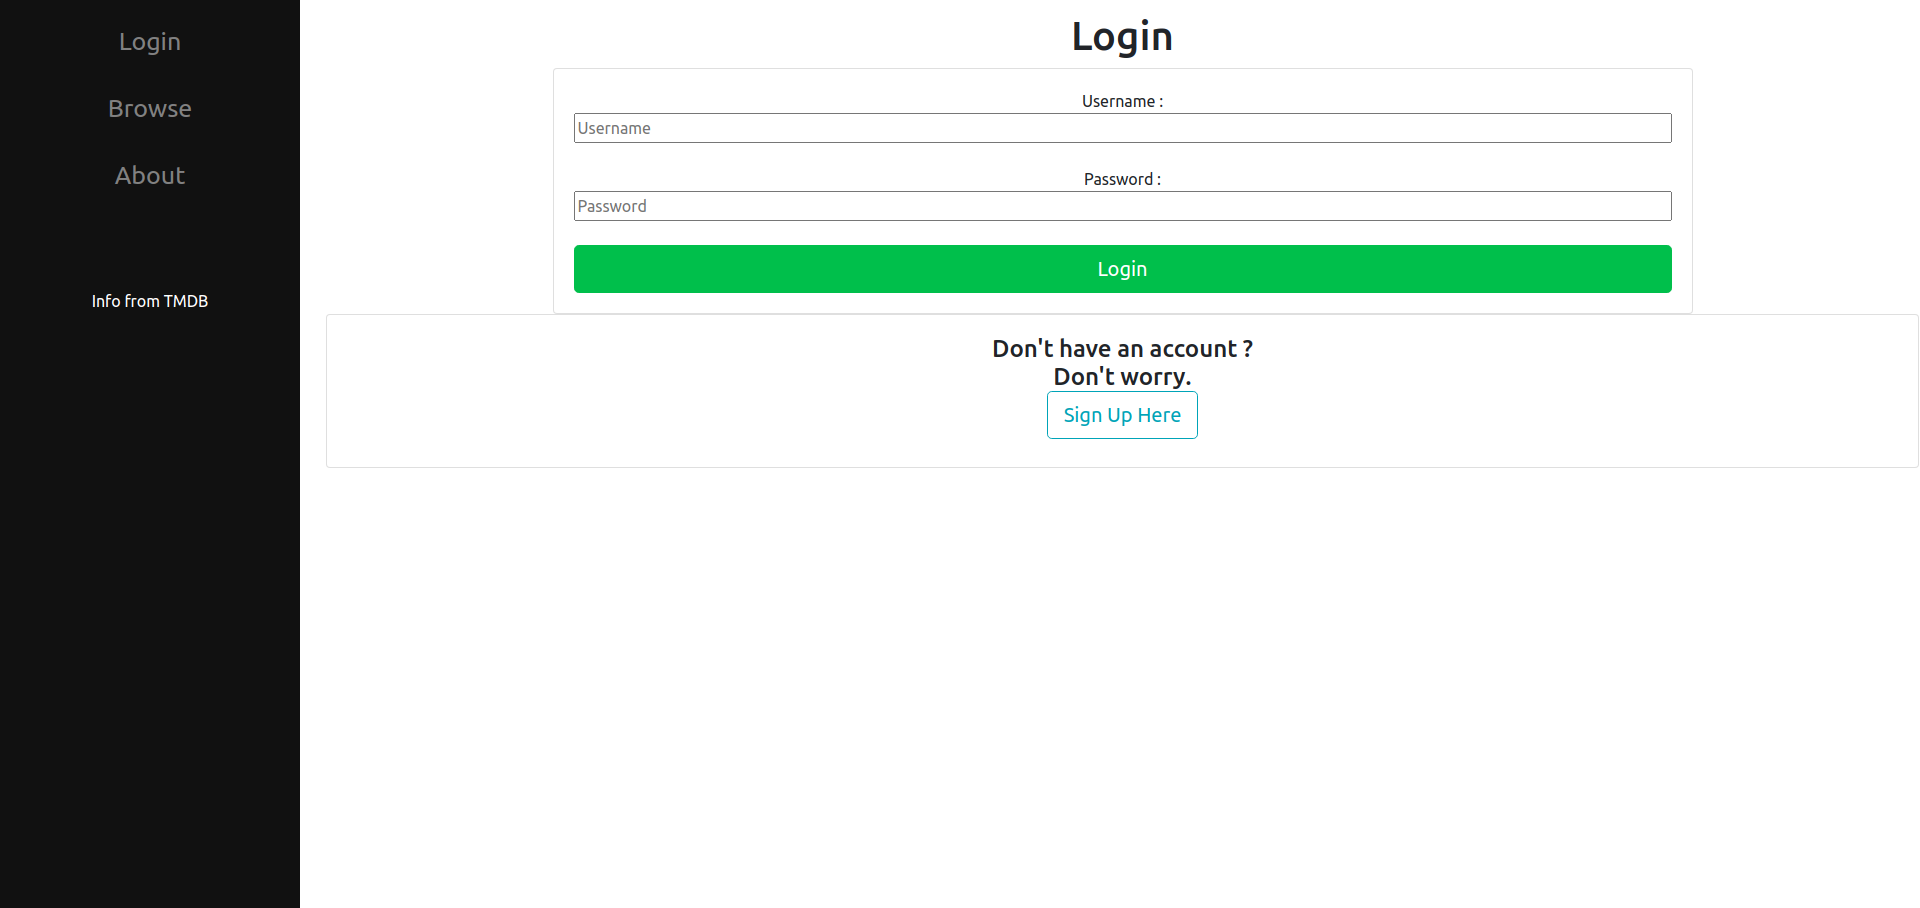 Login
Browse
About
Info from TMDB
Login
Username :
Username
Password :
Password
Login
Don't have an account ?
Don't worry.
Sign Up Here